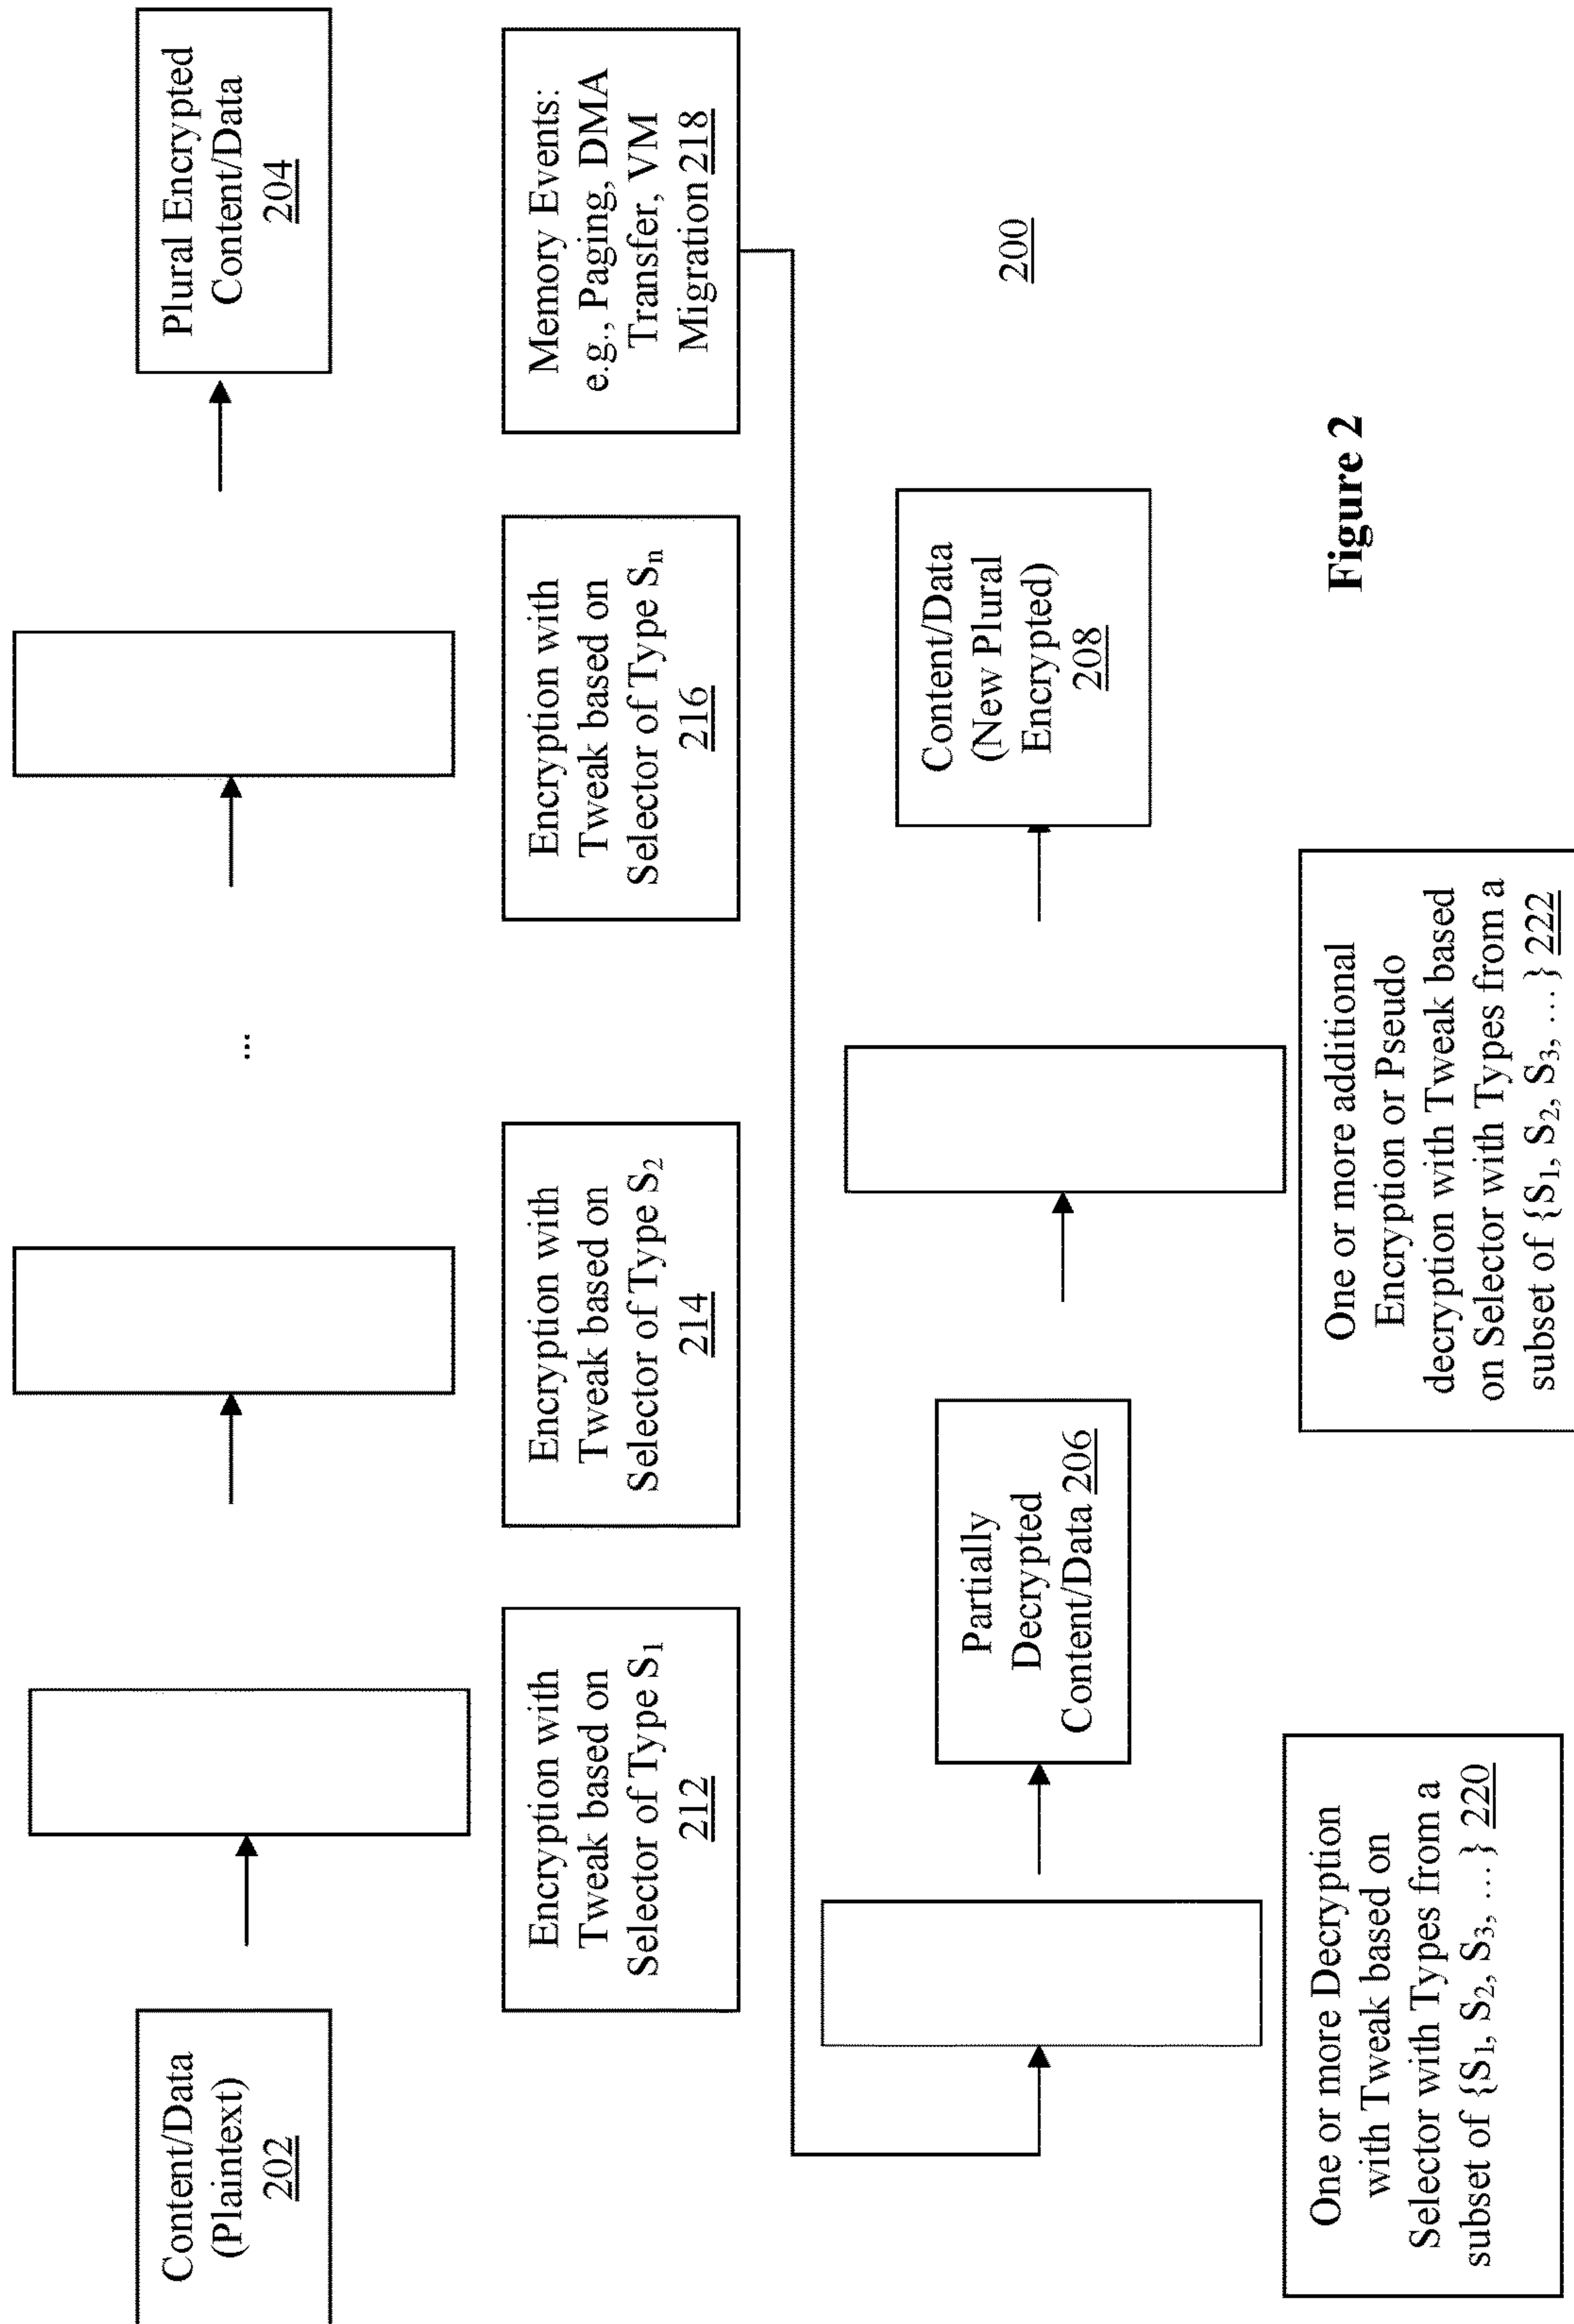 Content/Data
(Plaintext)
202
...
Plural Encrypted
Content/Data
204
Encryption with
Tweak based on
Selector of Type S₁
212
Encryption with
Tweak based on
Selector of Type S₂
214
Encryption with
Tweak based on
Selector of Type Sₙ
216
Memory Events:
e.g., Paging, DMA
Transfer, VM
Migration 218
Partially
Decrypted
Content/Data 206
Content/Data
(New Plural
Encrypted)
208
200
One or more Decryption
with Tweak based on
Selector with Types from a
subset of {S₁, S₂, S₃, …} 220
One or more additional
Encryption or Pseudo
decryption with Tweak based
on Selector with Types from a
subset of {S₁, S₂, S₃, …} 222
Figure 2